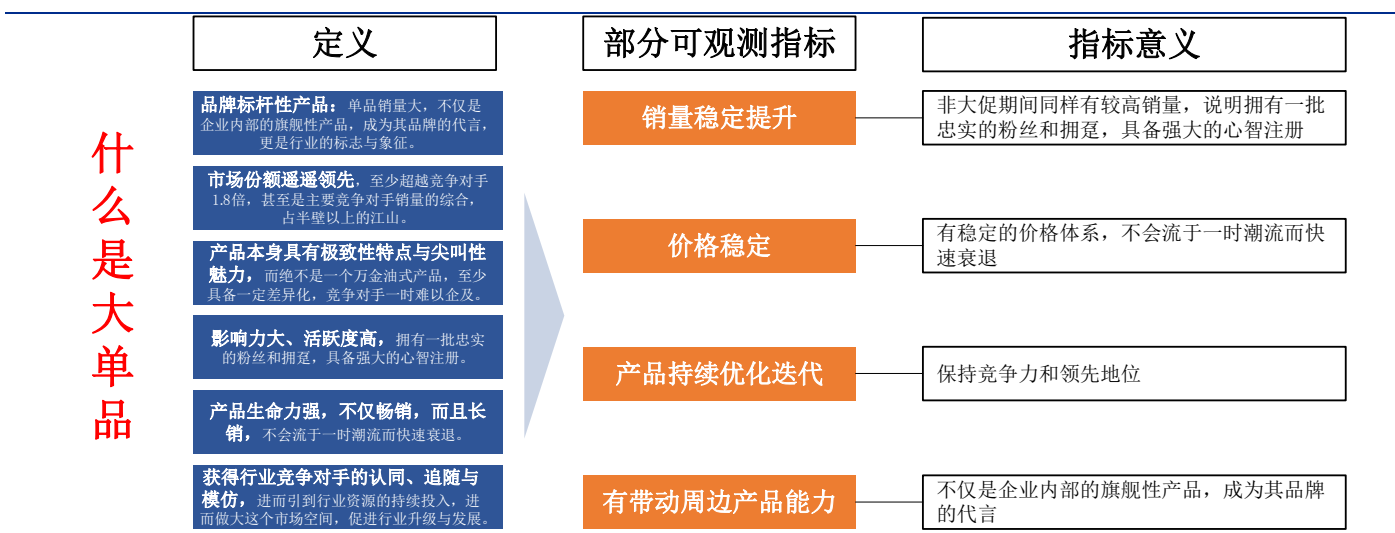 什么是大单品
定义
品牌标杆性产品：单品销量大，不仅是
企业内部的旗舰性产品，成为其品牌的代言，
更是行业的标志与象征。
市场份额遥遥领先，至少超越竞争对手
1.8倍，甚至是主要竞争对手销量的综合，
占半壁以上的江山。
产品本身具有极致性特点与尖叫性
魅力，而绝不是一个万金油式产品，至少
具备一定差异化，竞争对手一时难以企及。
影响力大、活跃度高，拥有一批忠实
的粉丝和拥趸，具备强大的心智注册。
产品生命力强，不仅畅销，而且长
销，不会流于一时潮流而快速衰退。
获得行业竞争对手的认同、追随与
模仿，进而引到行业资源的持续投入，进
而做大这个市场空间，促进行业升级与发展。
部分可观测指标
销量稳定提升
价格稳定
产品持续优化迭代
有带动周边产品能力
指标意义
非大促期间同样有较高销量，说明拥有一批
忠实的粉丝和拥趸，具备强大的心智注册
有稳定的价格体系，不会流于一时潮流而快
速衰退
保持竞争力和领先地位
不仅是企业内部的旗舰性产品，成为其品牌
的代言